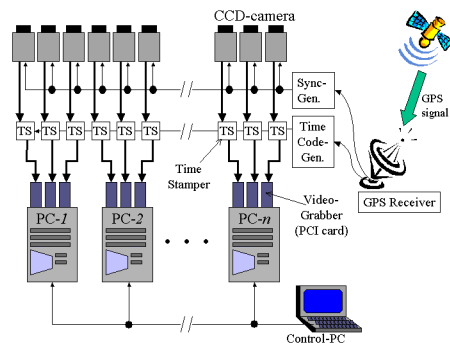 CCD-camera
Sync-
Gen.
GPS
signal
TS TS TS TS TS TS TS TS TS
Time
Code-
Gen.
Time
Stamper
GPS Receiver
Video-
Grabber
(PCI card)
PC-1 PC-2 PC-n
Control-PC